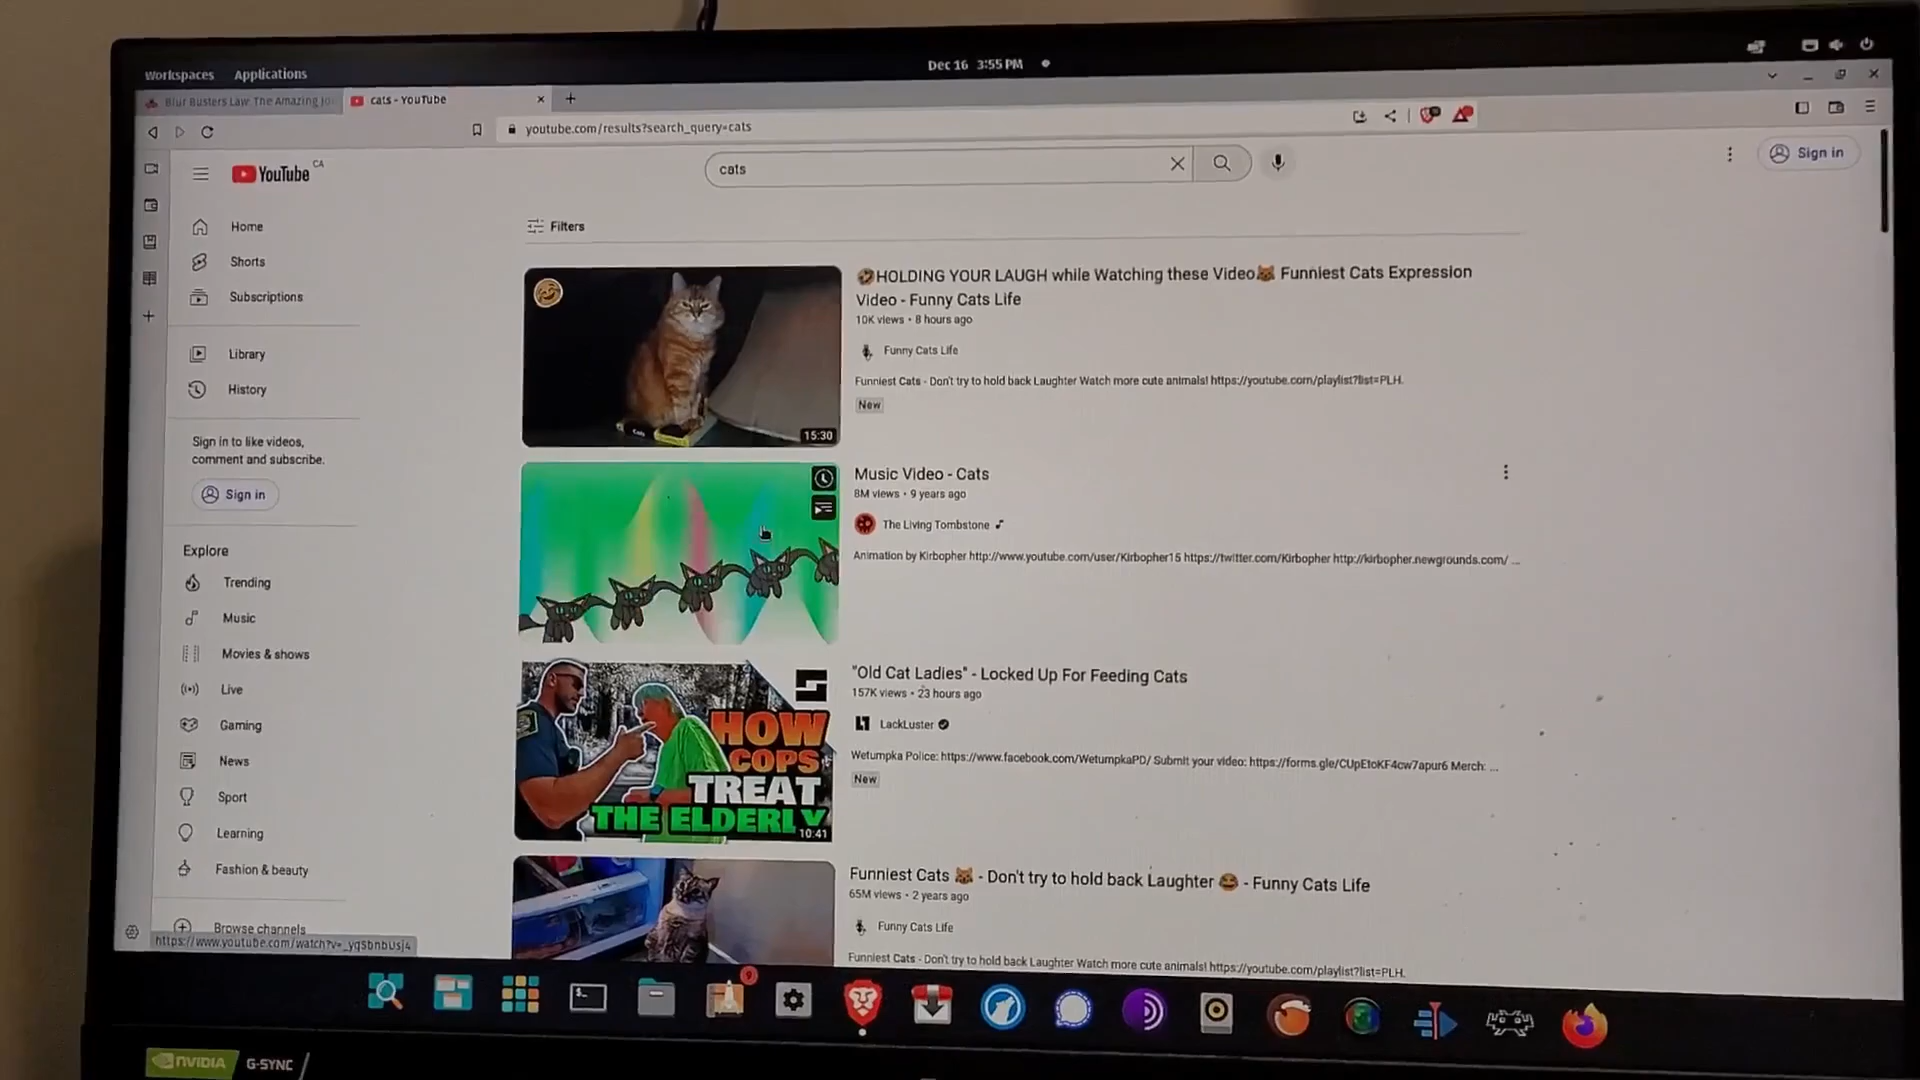 Workspaces Applications
Dec 16 3:55 PM
Blur Busters Law: The Amazing Jo
cats - YouTube
youtube.com/results?search_query=cats
YouTube CA
cats
Sign in
Home
Shorts
Subscriptions
Library
History
Sign in to like videos,
comment and subscribe.
Sign in
Explore
Trending
Music
Movies & shows
Live
Gaming
News
Sport
Learning
Fashion & beauty
Browse channels
Filters
15:30
🤣HOLDING YOUR LAUGH while Watching these Video😹 Funniest Cats Expression
Video - Funny Cats Life
10K views • 8 hours ago
Funny Cats Life
Funniest Cats - Don't try to hold back Laughter Watch more cute animals! https://youtube.com/playlist?list=PLH.
New
Music Video - Cats
8M views • 9 years ago
The Living Tombstone
Animation by Kirbopher http://www.youtube.com/user/Kirbopher15 https://twitter.com/Kirbopher http://kirbopher.newgrounds.com/ ...
HOW
COPS
TREAT
THE ELDERLY
10:41
"Old Cat Ladies" - Locked Up For Feeding Cats
157K views • 23 hours ago
LackLuster
Wetumpka Police: https://www.facebook.com/WetumpkaPD/ Submit your video: https://forms.gle/CUpEtoKF4cw7apur6 Merch: ...
New
Funniest Cats 😹 - Don't try to hold back Laughter 😂 - Funny Cats Life
65M views • 2 years ago
Funny Cats Life
Funniest Cats - Don't try to hold back Laughter Watch more cute animals! https://youtube.com/playlist?list=PLH.
https://www.youtube.com/watch?v=_yqSbnbUsj4
9
NVIDIA G-SYNC